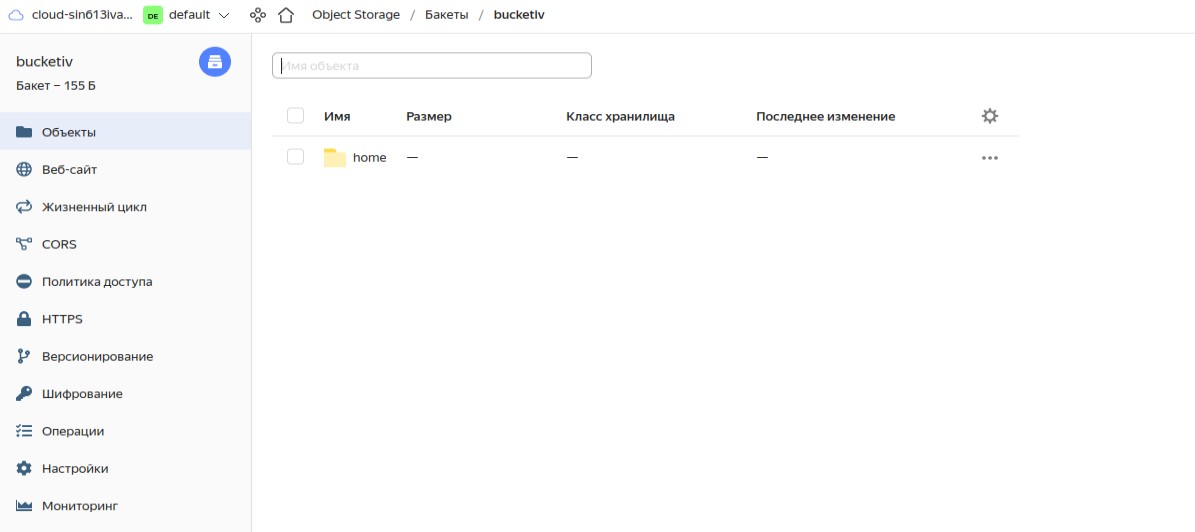 cloud-sin613iva... DE default Object Storage / Бакеты / bucketiv
bucketiv
Бакет – 155 Б
Объекты
Веб-сайт
Жизненный цикл
CORS
Политика доступа
HTTPS
Версионирование
Шифрование
Операции
Настройки
Мониторинг
Имя объекта
Имя Размер Класс хранилища Последнее изменение
home — — —